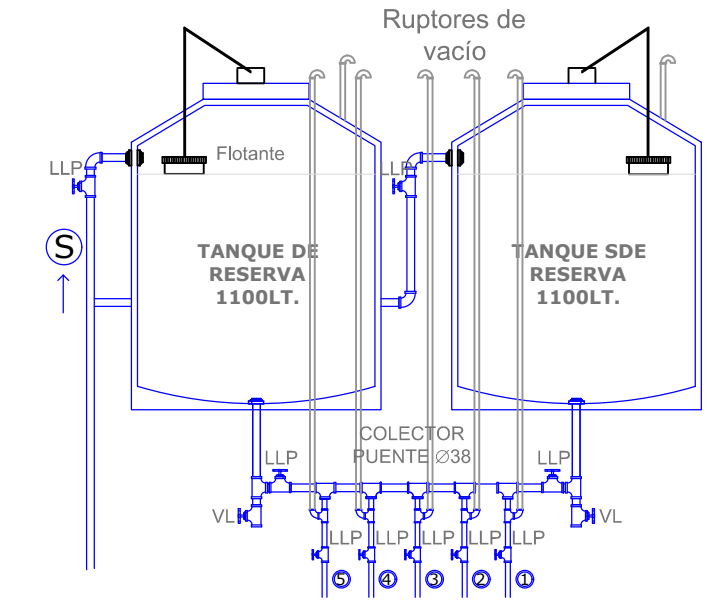 Ruptores de
vacío
Flotante
LLP
LLP
S
TANQUE DE
RESERVA
1100LT.
TANQUE SDE
RESERVA
1100LT.
COLECTOR
PUENTE Ø38
LLP
LLP
VL
VL
LLP
LLP
LLP
LLP
LLP
5
4
3
2
1